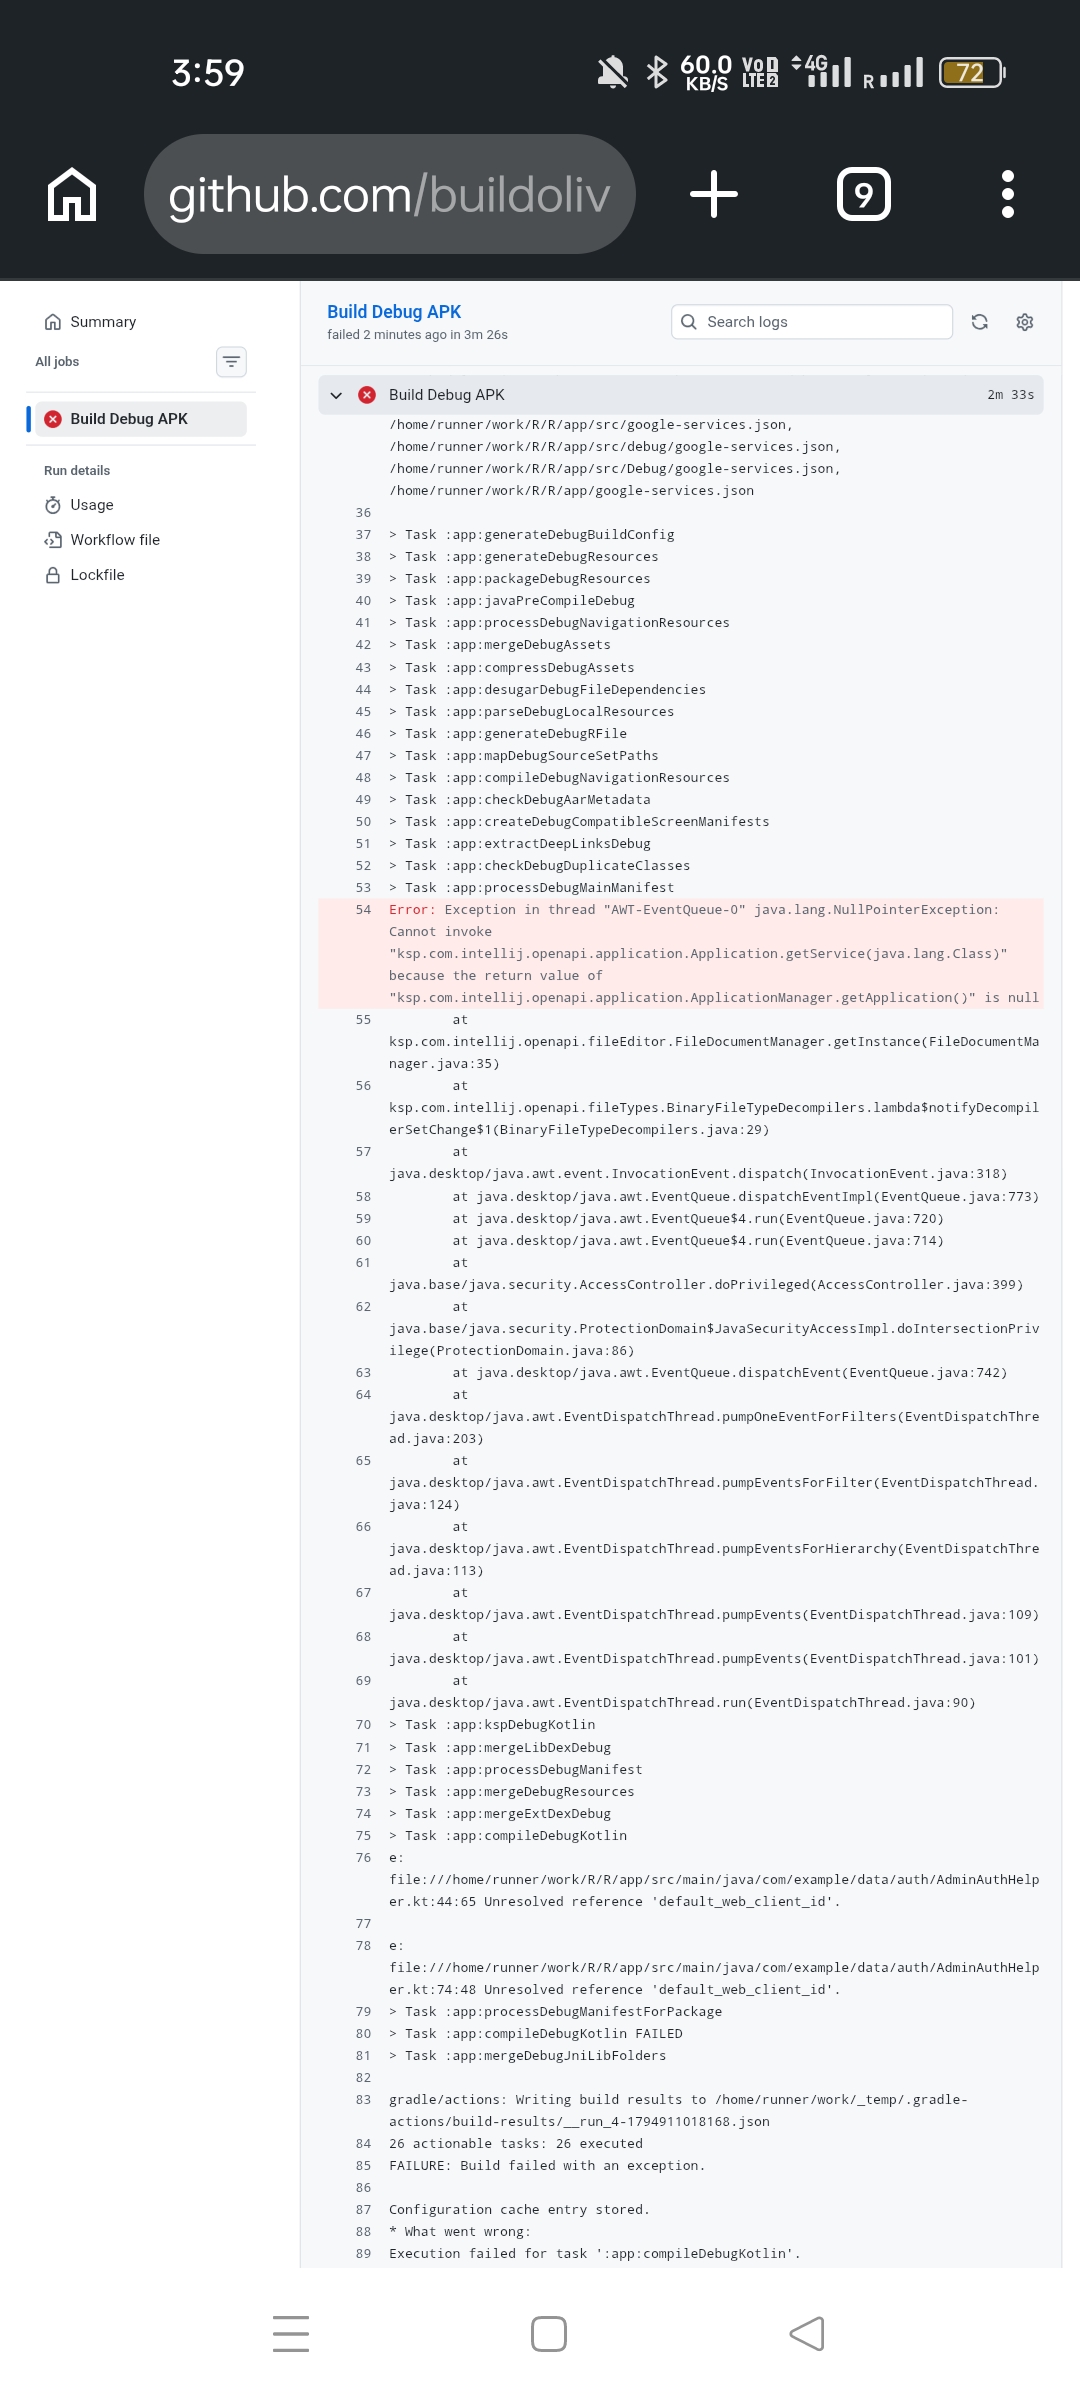 3:59
60.0
KB/S
Vo 1
LTE 2
4G
R
72
github.com/buildoliv
9
Summary
All jobs
Build Debug APK
Run details
Usage
Workflow file
Lockfile
Build Debug APK
failed 2 minutes ago in 3m 26s
Search logs
Build Debug APK
2m 33s
/home/runner/work/R/R/app/src/google-services.json,
/home/runner/work/R/R/app/src/debug/google-services.json,
/home/runner/work/R/R/app/src/Debug/google-services.json,
/home/runner/work/R/R/app/google-services.json
36
37 > Task :app:generateDebugBuildConfig
38 > Task :app:generateDebugResources
39 > Task :app:packageDebugResources
40 > Task :app:javaPreCompileDebug
41 > Task :app:processDebugNavigationResources
42 > Task :app:mergeDebugAssets
43 > Task :app:compressDebugAssets
44 > Task :app:desugarDebugFileDependencies
45 > Task :app:parseDebugLocalResources
46 > Task :app:generateDebugRFile
47 > Task :app:mapDebugSourceSetPaths
48 > Task :app:compileDebugNavigationResources
49 > Task :app:checkDebugAarMetadata
50 > Task :app:createDebugCompatibleScreenManifests
51 > Task :app:extractDeepLinksDebug
52 > Task :app:checkDebugDuplicateClasses
53 > Task :app:processDebugMainManifest
54 Error: Exception in thread "AWT-EventQueue-0" java.lang.NullPointerException:
Cannot invoke
"ksp.com.intellij.openapi.application.Application.getService(java.lang.Class)"
because the return value of
"ksp.com.intellij.openapi.application.ApplicationManager.getApplication()" is null
55 at
ksp.com.intellij.openapi.fileEditor.FileDocumentManager.getInstance(FileDocumentMa
nager.java:35)
56 at
ksp.com.intellij.openapi.fileTypes.BinaryFileTypeDecompilers.lambda$notifyDecompil
erSetChange$1(BinaryFileTypeDecompilers.java:29)
57 at
java.desktop/java.awt.event.InvocationEvent.dispatch(InvocationEvent.java:318)
58 at java.desktop/java.awt.EventQueue.dispatchEventImpl(EventQueue.java:773)
59 at java.desktop/java.awt.EventQueue$4.run(EventQueue.java:720)
60 at java.desktop/java.awt.EventQueue$4.run(EventQueue.java:714)
61 at
java.base/java.security.AccessController.doPrivileged(AccessController.java:399)
62 at
java.base/java.security.ProtectionDomain$JavaSecurityAccessImpl.doIntersectionPriv
ilege(ProtectionDomain.java:86)
63 at java.desktop/java.awt.EventQueue.dispatchEvent(EventQueue.java:742)
64 at
java.desktop/java.awt.EventDispatchThread.pumpOneEventForFilters(EventDispatchThre
ad.java:203)
65 at
java.desktop/java.awt.EventDispatchThread.pumpEventsForFilter(EventDispatchThread.
java:124)
66 at
java.desktop/java.awt.EventDispatchThread.pumpEventsForHierarchy(EventDispatchThre
ad.java:113)
67 at
java.desktop/java.awt.EventDispatchThread.pumpEvents(EventDispatchThread.java:109)
68 at
java.desktop/java.awt.EventDispatchThread.pumpEvents(EventDispatchThread.java:101)
69 at
java.desktop/java.awt.EventDispatchThread.run(EventDispatchThread.java:90)
70 > Task :app:kspDebugKotlin
71 > Task :app:mergeLibDexDebug
72 > Task :app:processDebugManifest
73 > Task :app:mergeDebugResources
74 > Task :app:mergeExtDexDebug
75 > Task :app:compileDebugKotlin
76 e:
file:///home/runner/work/R/R/app/src/main/java/com/example/data/auth/AdminAuthHelp
er.kt:44:65 Unresolved reference 'default_web_client_id'.
77
78 e:
file:///home/runner/work/R/R/app/src/main/java/com/example/data/auth/AdminAuthHelp
er.kt:74:48 Unresolved reference 'default_web_client_id'.
79 > Task :app:processDebugManifestForPackage
80 > Task :app:compileDebugKotlin FAILED
81 > Task :app:mergeDebugJniLibFolders
82
83 gradle/actions: Writing build results to /home/runner/work/_temp/.gradle-
actions/build-results/__run_4-1794911018168.json
84 26 actionable tasks: 26 executed
85 FAILURE: Build failed with an exception.
86
87 Configuration cache entry stored.
88 * What went wrong:
89 Execution failed for task ':app:compileDebugKotlin'.